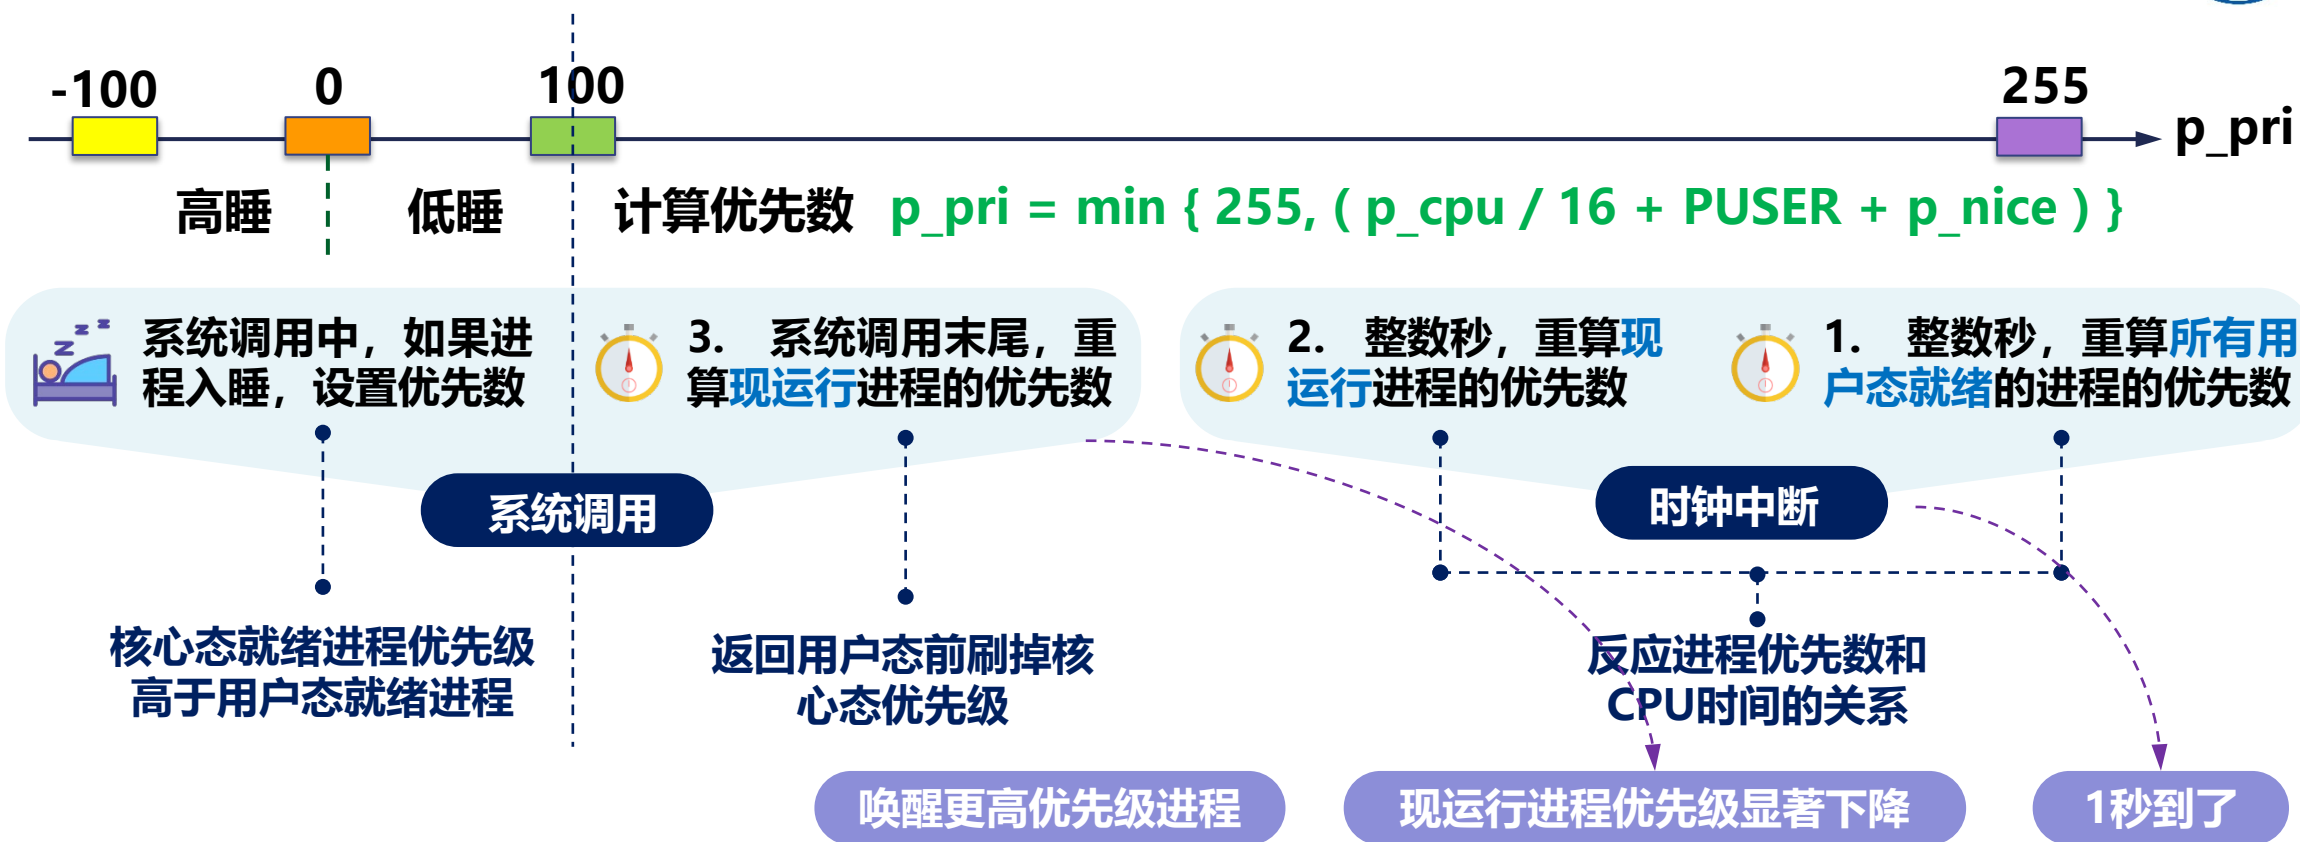 -100
0
100
255
p_pri
高睡
低睡
计算优先数 p_pri = min { 255, ( p_cpu / 16 + PUSER + p_nice ) }
系统调用中，如果进
程入睡，设置优先数
3. 系统调用末尾，重
算现运行进程的优先数
2. 整数秒，重算现
运行进程的优先数
1. 整数秒，重算所有用
户态就绪的进程的优先数
系统调用
时钟中断
核心态就绪进程优先级
高于用户态就绪进程
返回用户态前刷掉核
心态优先级
反应进程优先数和
CPU时间的关系
唤醒更高优先级进程
现运行进程优先级显著下降
1秒到了